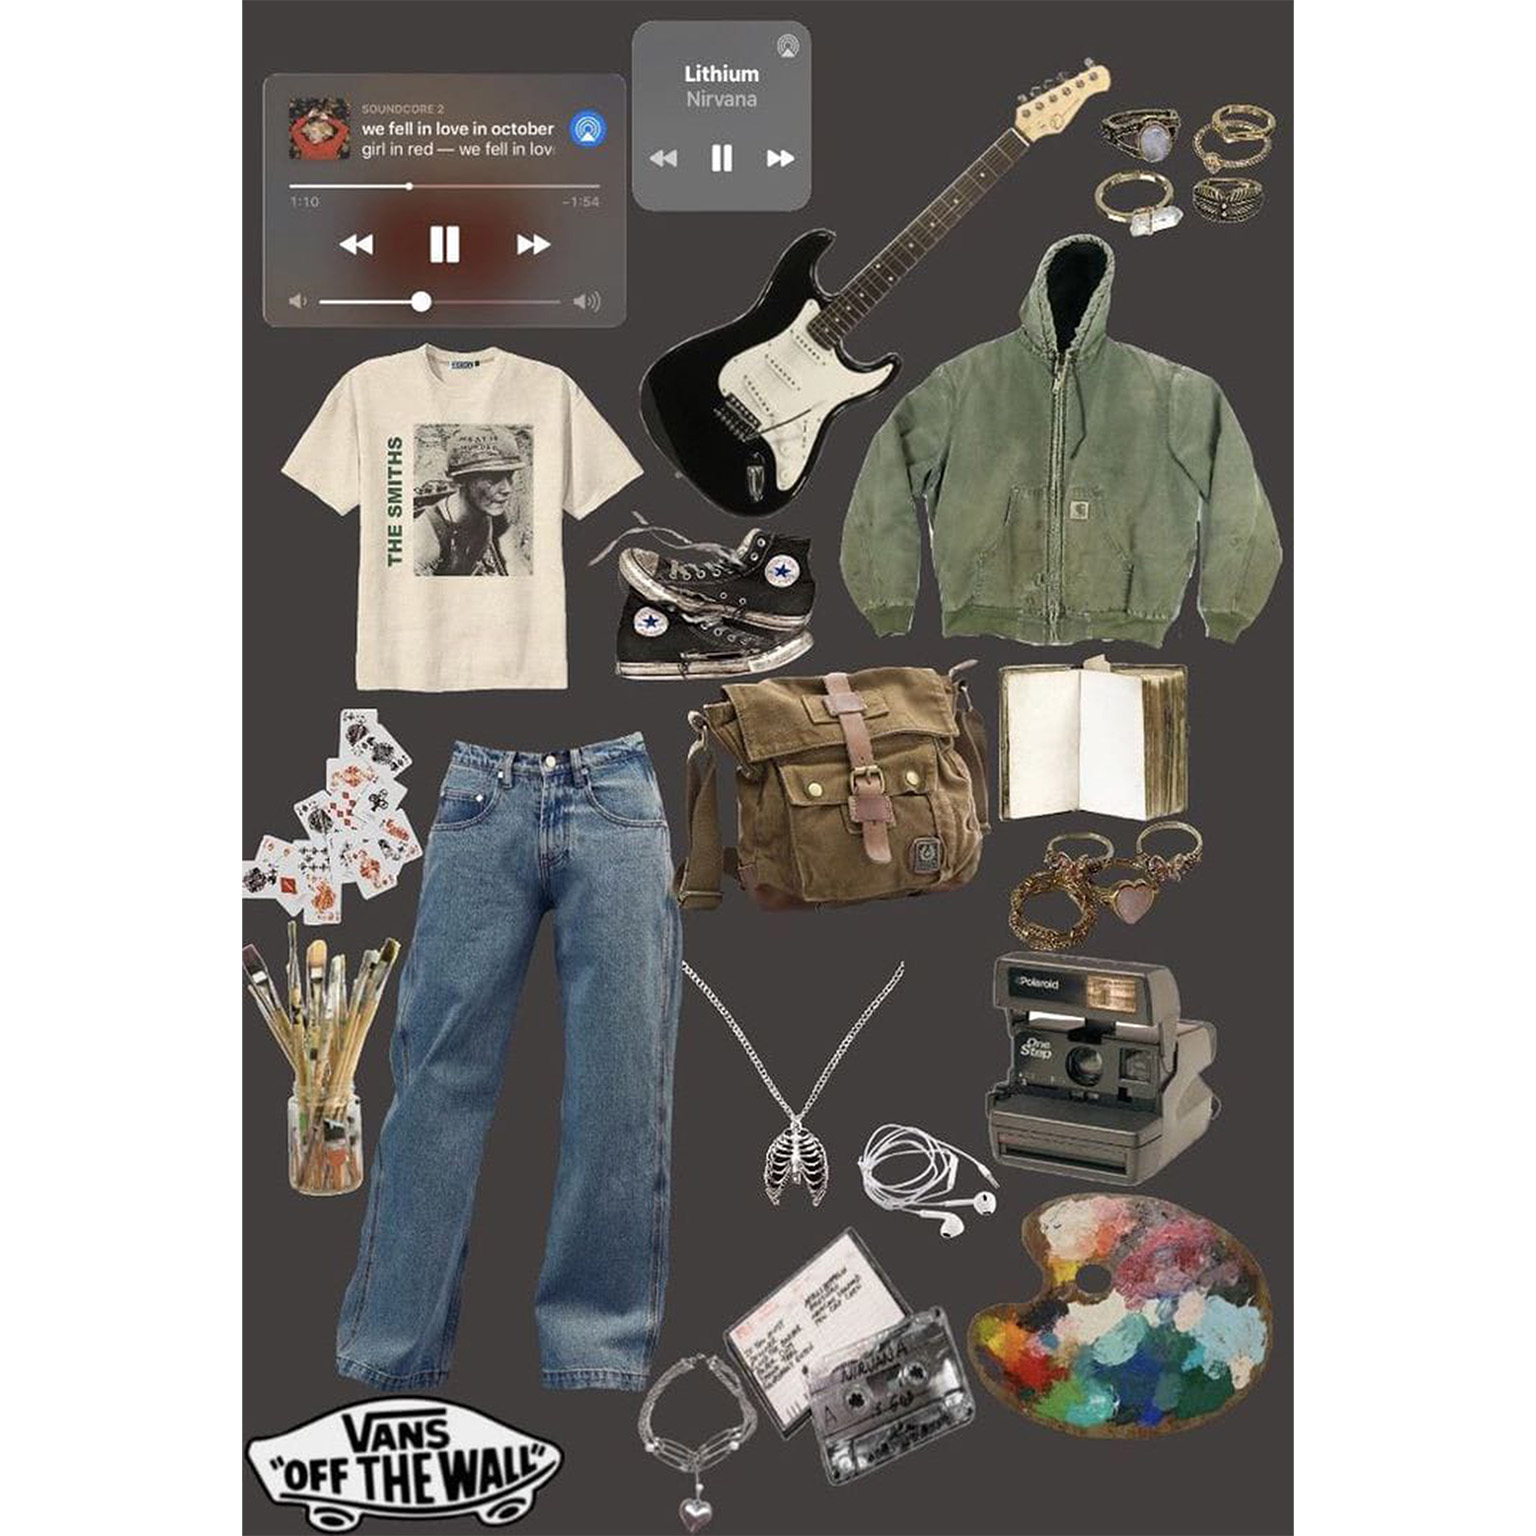 SOUNDCORE 2
we fell in love in october
girl in red — we fell in lov
1:10
-1:54
Lithium
Nirvana
THE SMITHS
MEAT IS
MURDER
Polaroid
One
Step
NIRVANA
A
VANS
"OFF THE WALL"